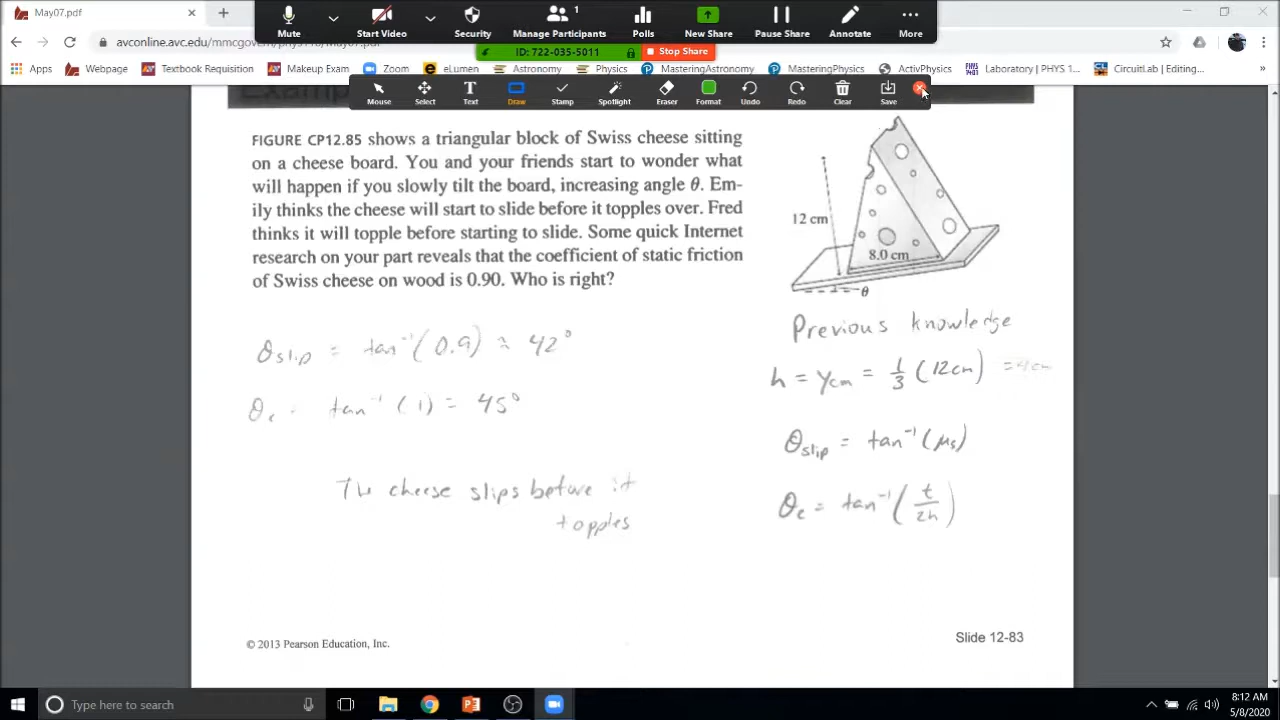 May07.pdf
Mute
Start Video
Security
Manage Participants
1
Polls
New Share
Pause Share
Annotate
More
ID: 722-035-5011
Stop Share
Apps
Webpage
Textbook Requisition
Makeup Exam
Zoom
eLumen
Astronomy
Physics
MasteringAstronomy
MasteringPhysics
ActivPhysics
Laboratory | PHYS 1...
CircuitLab | Editing...
Mouse
Select
Text
Draw
Stamp
Spotlight
Eraser
Format
Undo
Redo
Clear
Save
FIGURE CP12.85 shows a triangular block of Swiss cheese sitting
on a cheese board. You and your friends start to wonder what
will happen if you slowly tilt the board, increasing angle θ. Em-
ily thinks the cheese will start to slide before it topples over. Fred
thinks it will topple before starting to slide. Some quick Internet
research on your part reveals that the coefficient of static friction
of Swiss cheese on wood is 0.90. Who is right?
12 cm
8.0 cm
θ
θslip = tan⁻¹(0.9) ≈ 42°
θc = tan⁻¹(1) = 45°
The cheese slips before it
topples
Previous knowledge
h = ycm = 1/3 (12cm) = 4cm
θslip = tan⁻¹(μs)
θc = tan⁻¹(t/2h)
© 2013 Pearson Education, Inc.
Slide 12-83
Type here to search
8:12 AM
5/8/2020